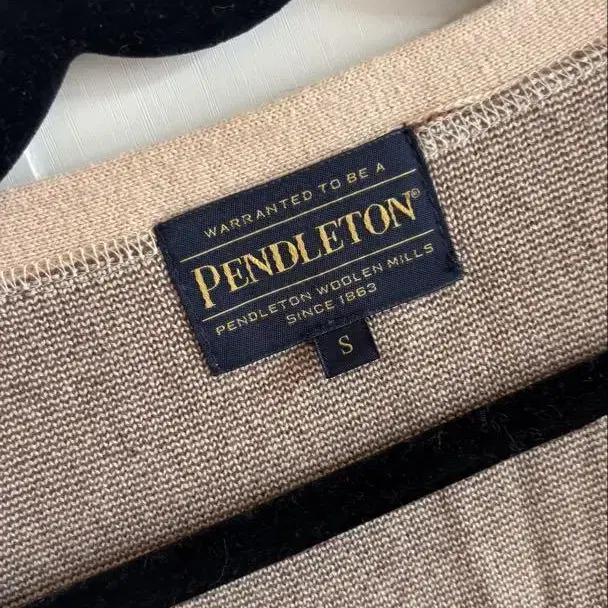 WARRANTED TO BE A
PENDLETON®
PENDLETON WOOLEN MILLS
SINCE 1863
S